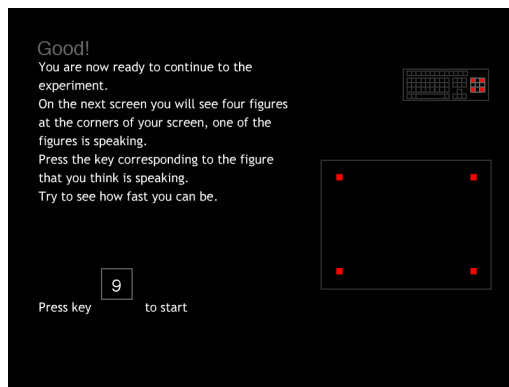 Good!
You are now ready to continue to the
experiment.
On the next screen you will see four figures
at the corners of your screen, one of the
figures is speaking.
Press the key corresponding to the figure
that you think is speaking.
Try to see how fast you can be.
9
Press key to start